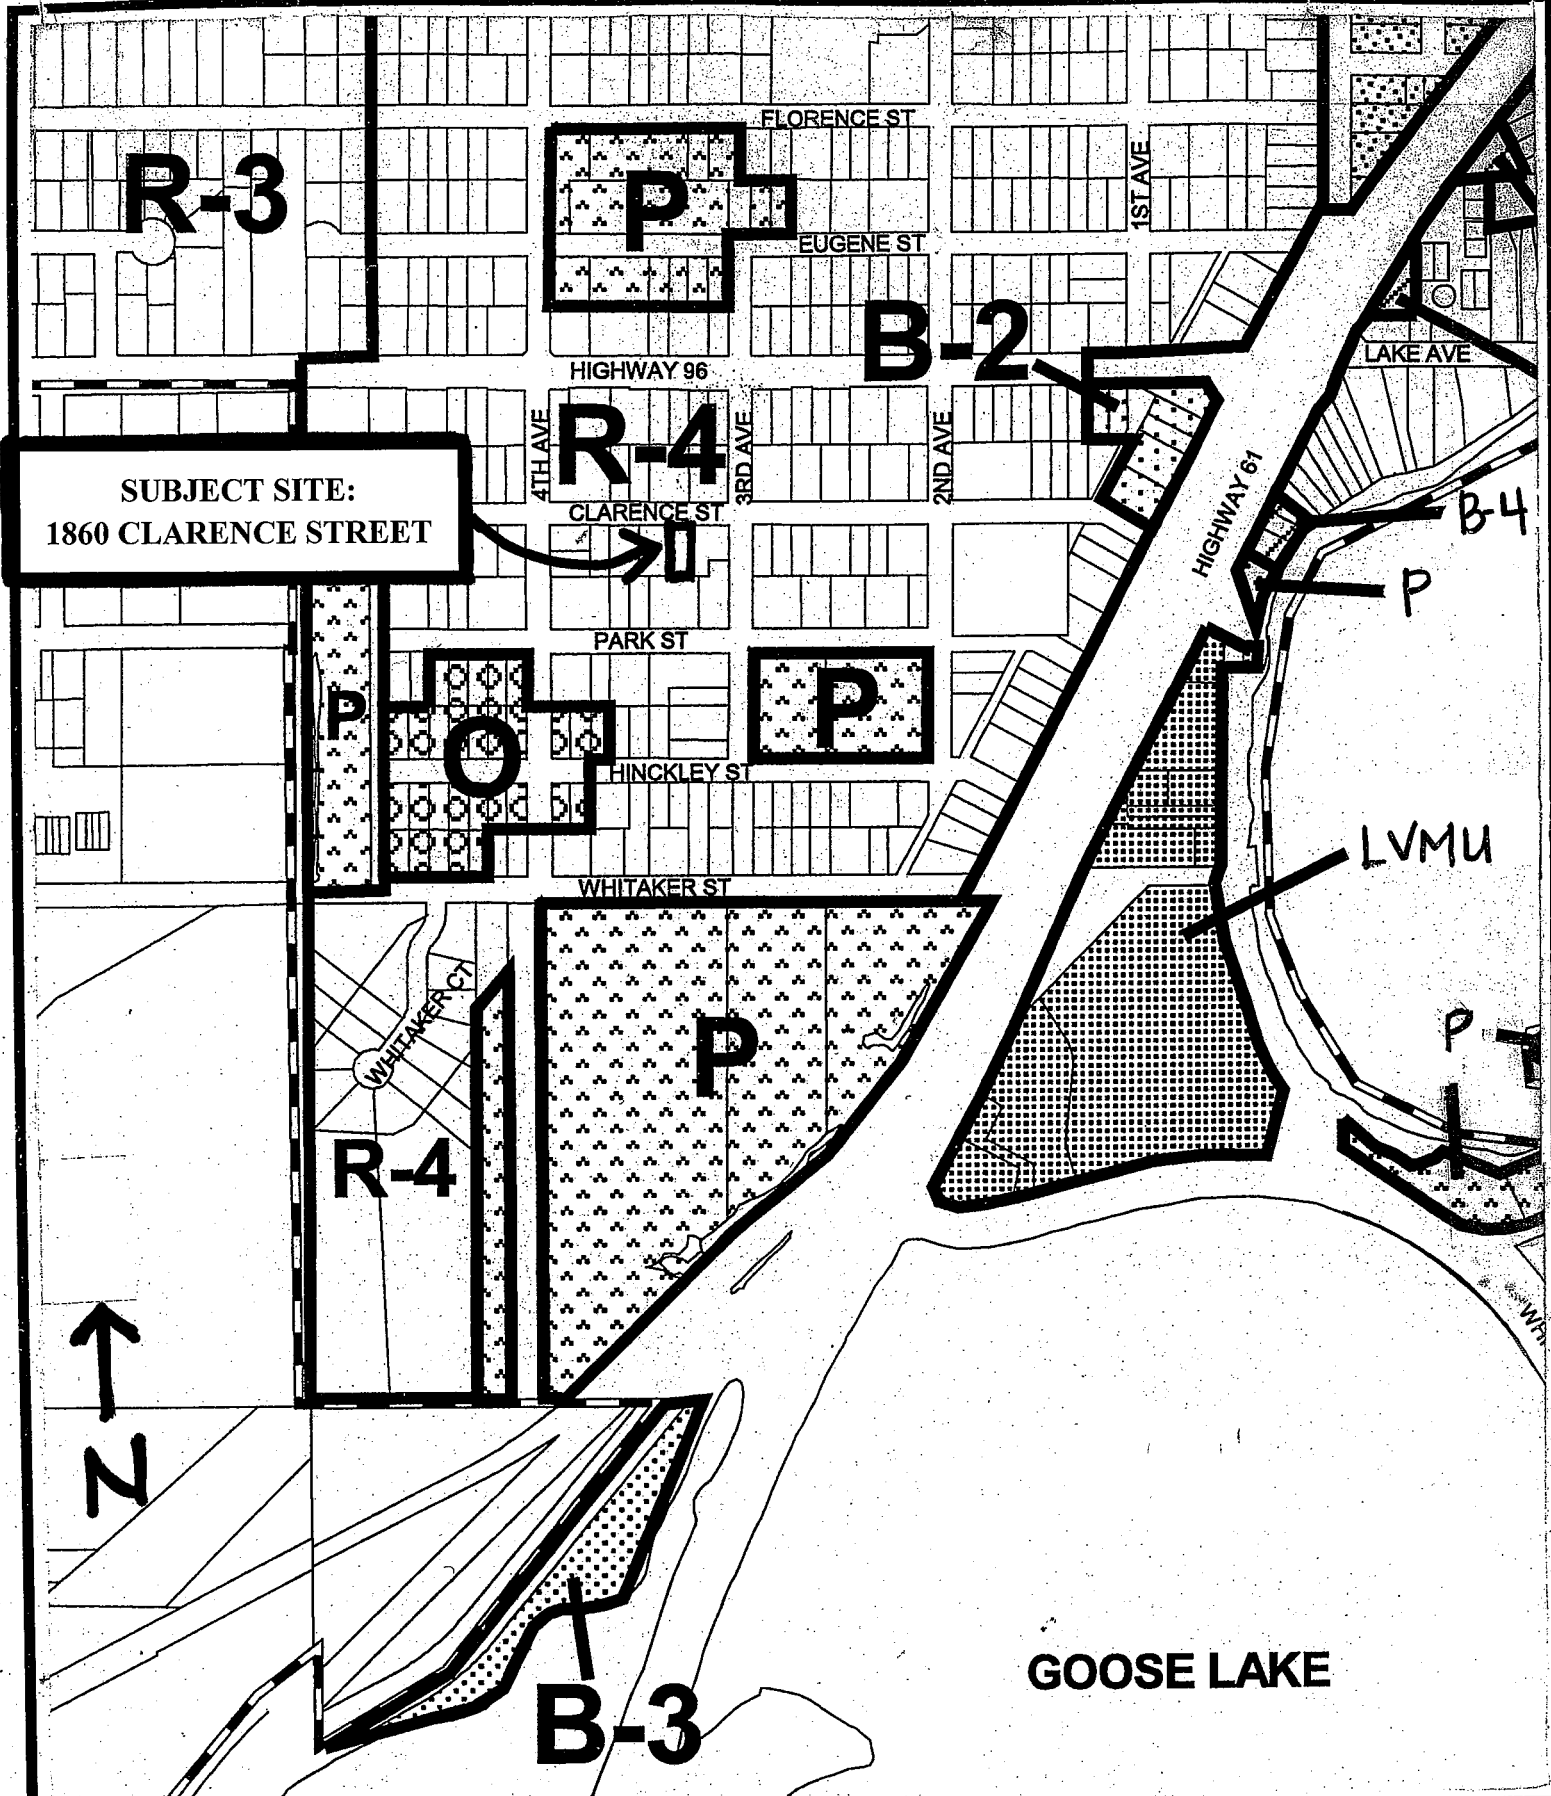 FLORENCE ST
R-3
P
1ST AVE
EUGENE ST
B-2
LAKE AVE
HIGHWAY 96
4TH AVE
R-4
3RD AVE
2ND AVE
HIGHWAY 61
SUBJECT SITE:
1860 CLARENCE STREET
CLARENCE ST
B-4
P
PARK ST
P
O
P
HINCKLEY ST
LVMU
WHITAKER ST
WHITAKER CT
P
P
R-4
N
B-3
GOOSE LAKE